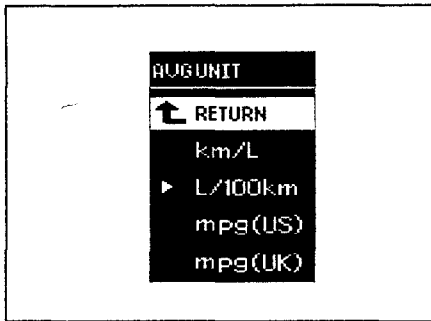 AVG UNIT
RETURN
km/L
L/100km
mpg(US)
mpg(UK)